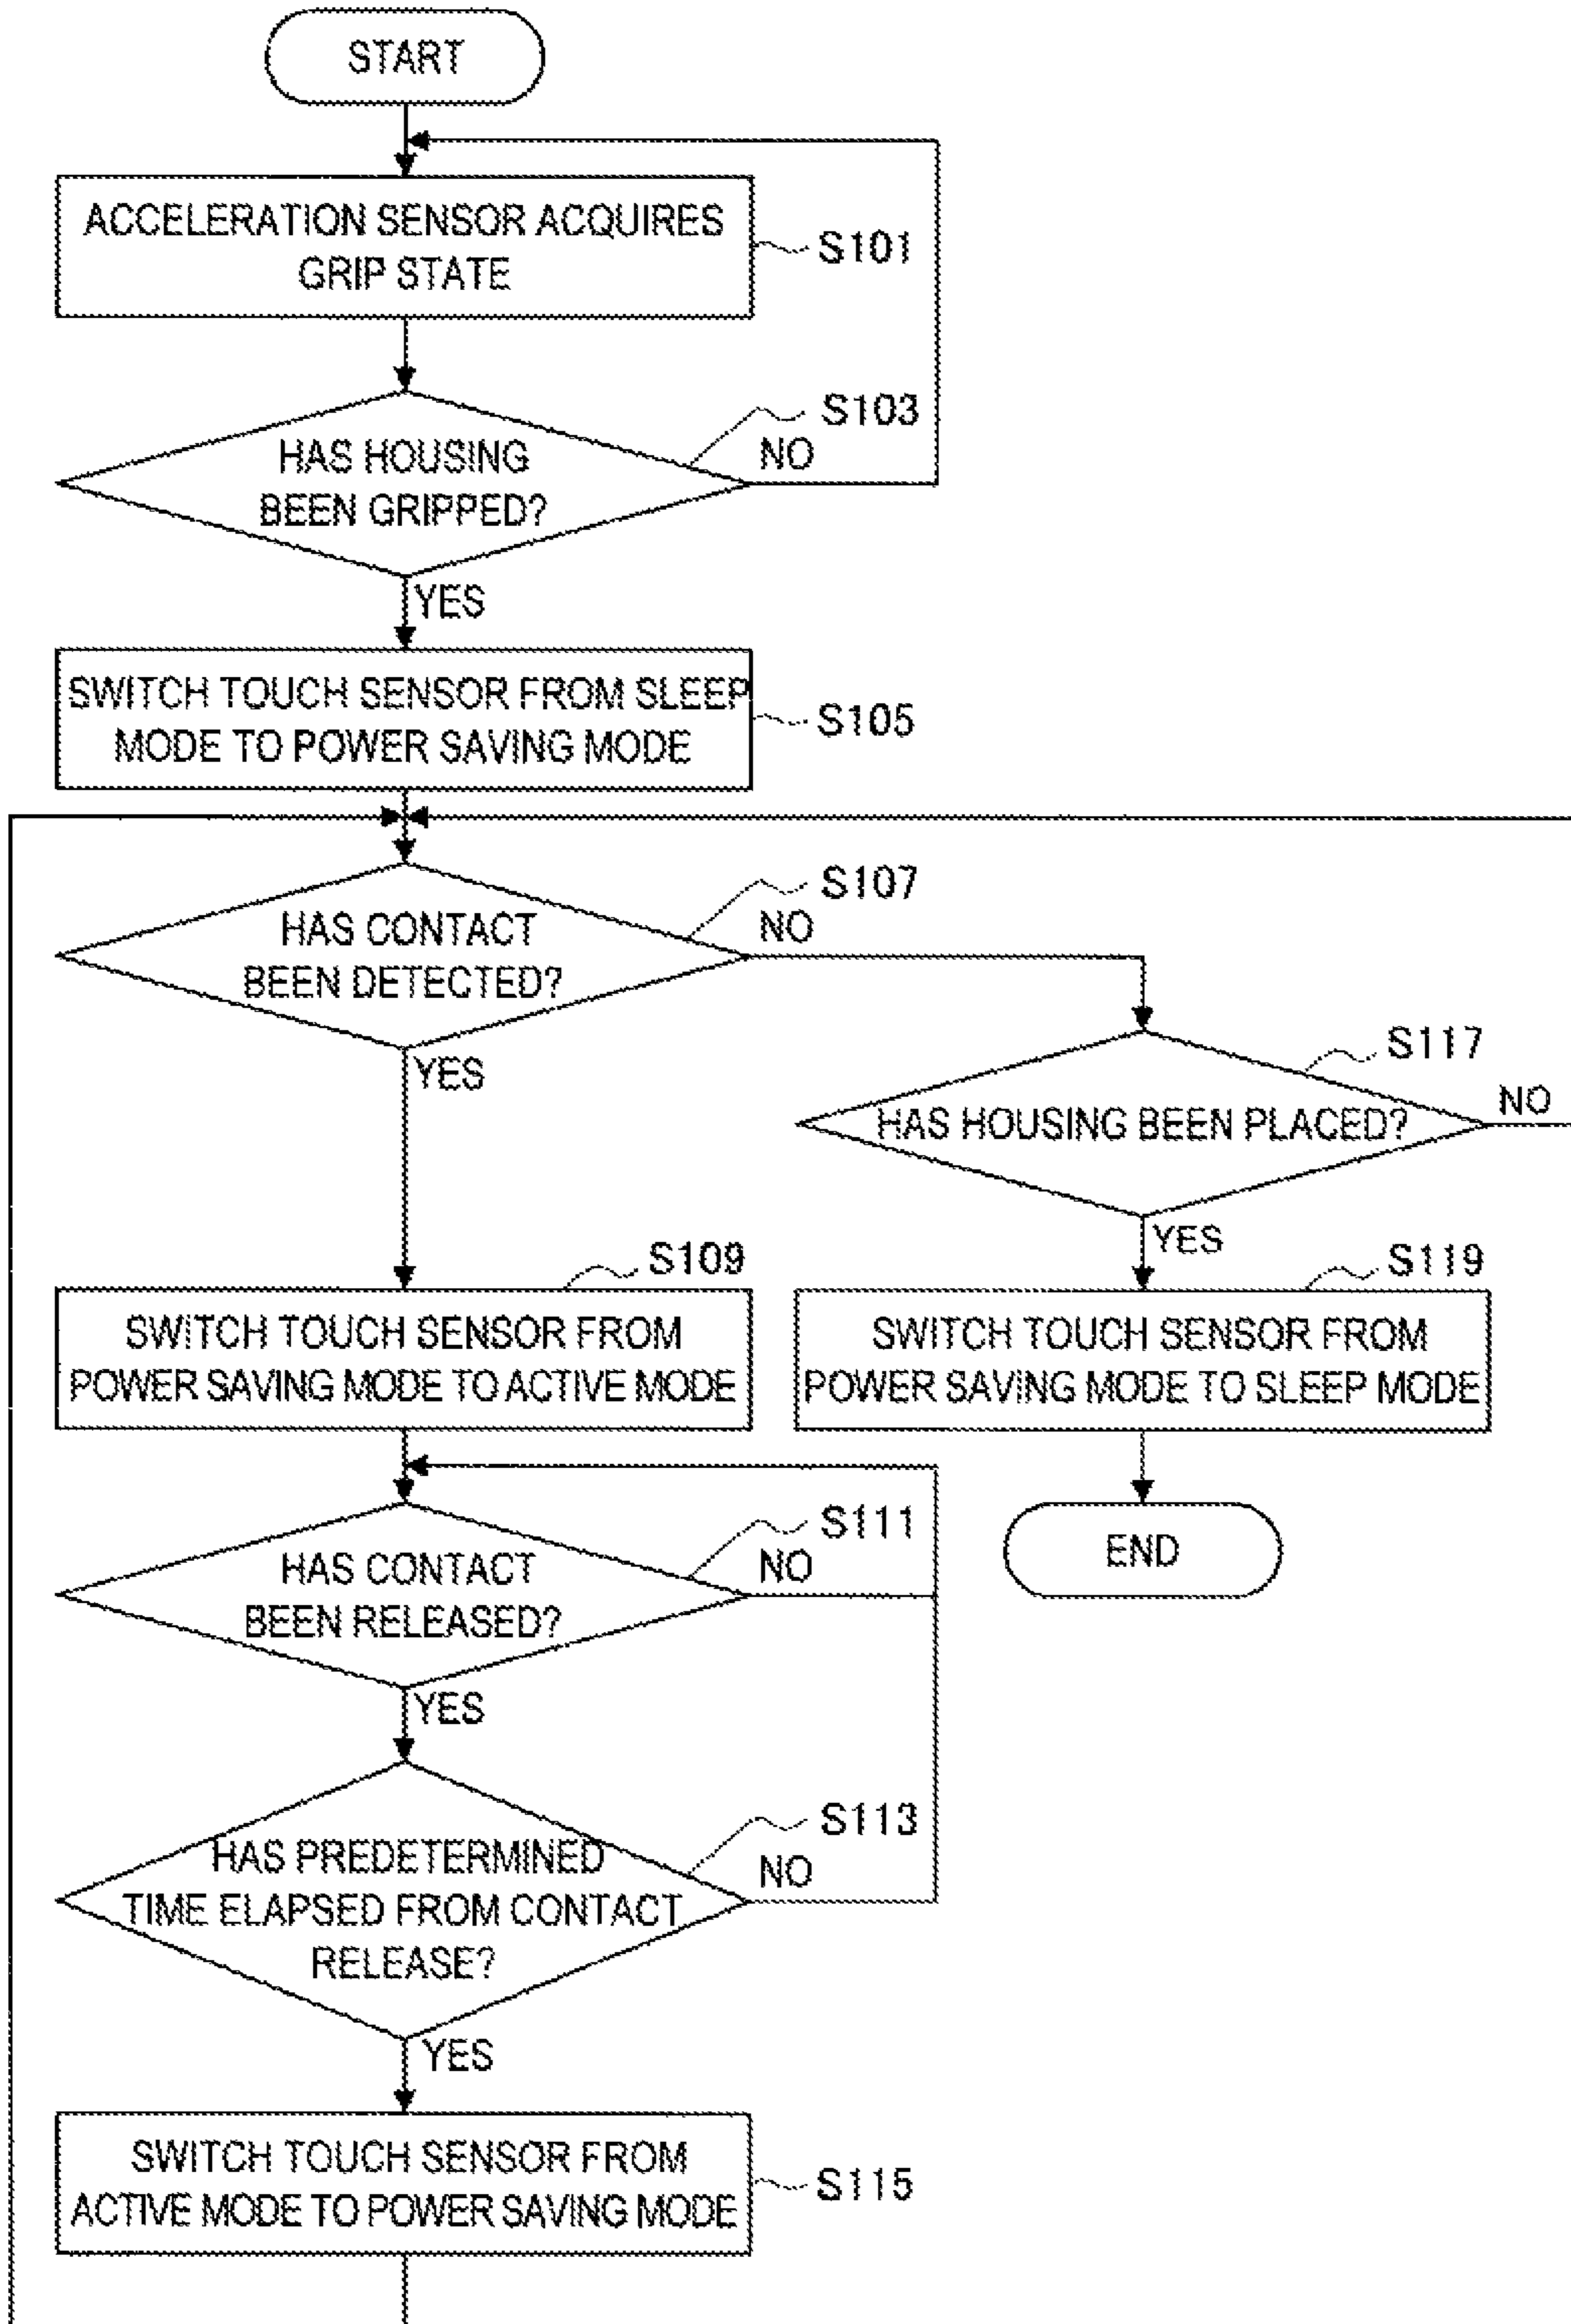 START
ACCELERATION SENSOR ACQUIRES
GRIP STATE
S101
S103
HAS HOUSING
BEEN GRIPPED?
NO
YES
SWITCH TOUCH SENSOR FROM SLEEP
MODE TO POWER SAVING MODE
S105
S107
HAS CONTACT
BEEN DETECTED?
NO
YES
S117
HAS HOUSING BEEN PLACED?
NO
YES
S109
SWITCH TOUCH SENSOR FROM
POWER SAVING MODE TO ACTIVE MODE
S119
SWITCH TOUCH SENSOR FROM
POWER SAVING MODE TO SLEEP MODE
END
S111
HAS CONTACT
BEEN RELEASED?
NO
YES
S113
HAS PREDETERMINED
TIME ELAPSED FROM CONTACT
RELEASE?
NO
YES
SWITCH TOUCH SENSOR FROM
ACTIVE MODE TO POWER SAVING MODE
S115